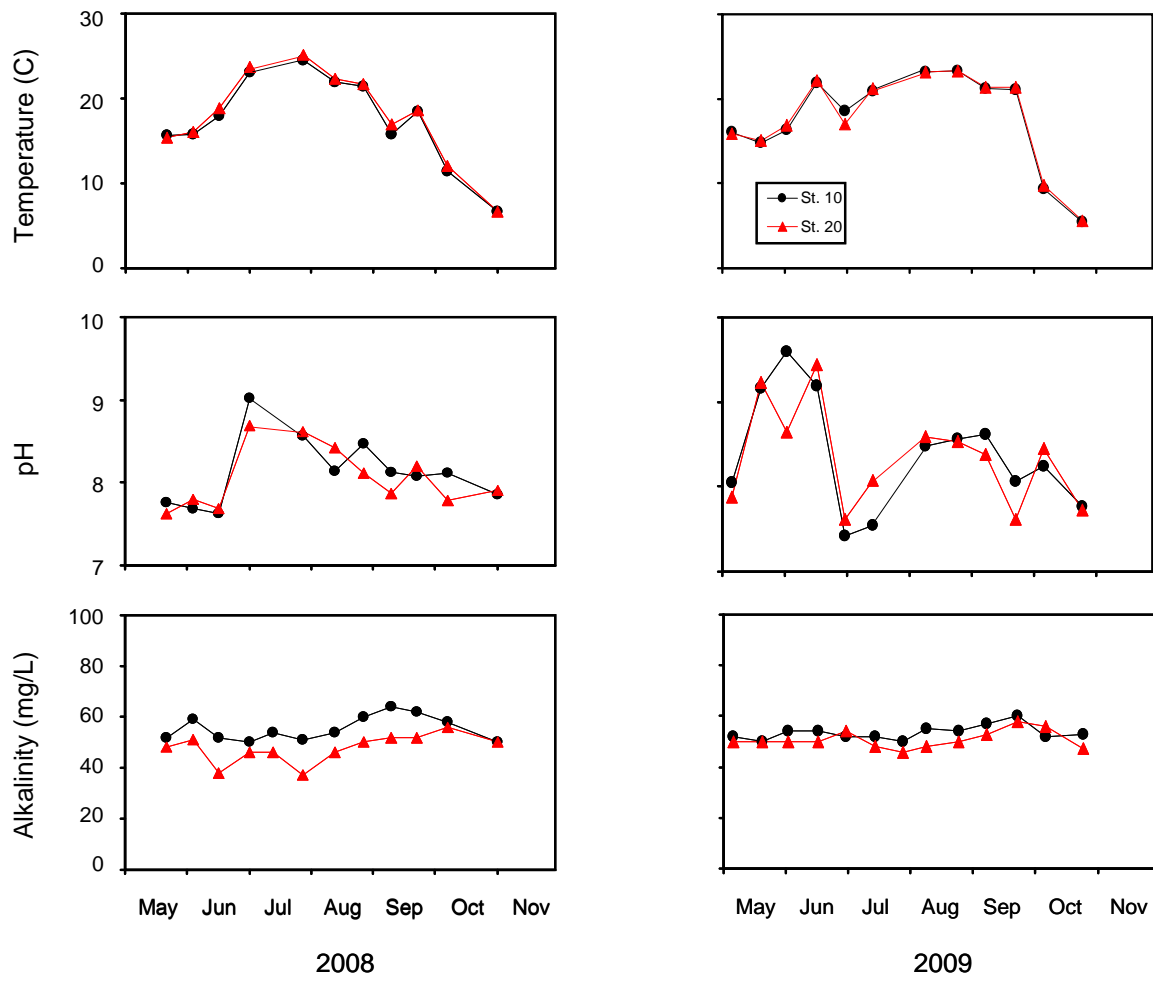 Temperature (C)
30
20
10
0
St. 10
St. 20
pH
10
9
8
7
Alkalinity (mg/L)
100
80
60
40
20
0
May Jun Jul Aug Sep Oct Nov
May Jun Jul Aug Sep Oct Nov
2008
2009